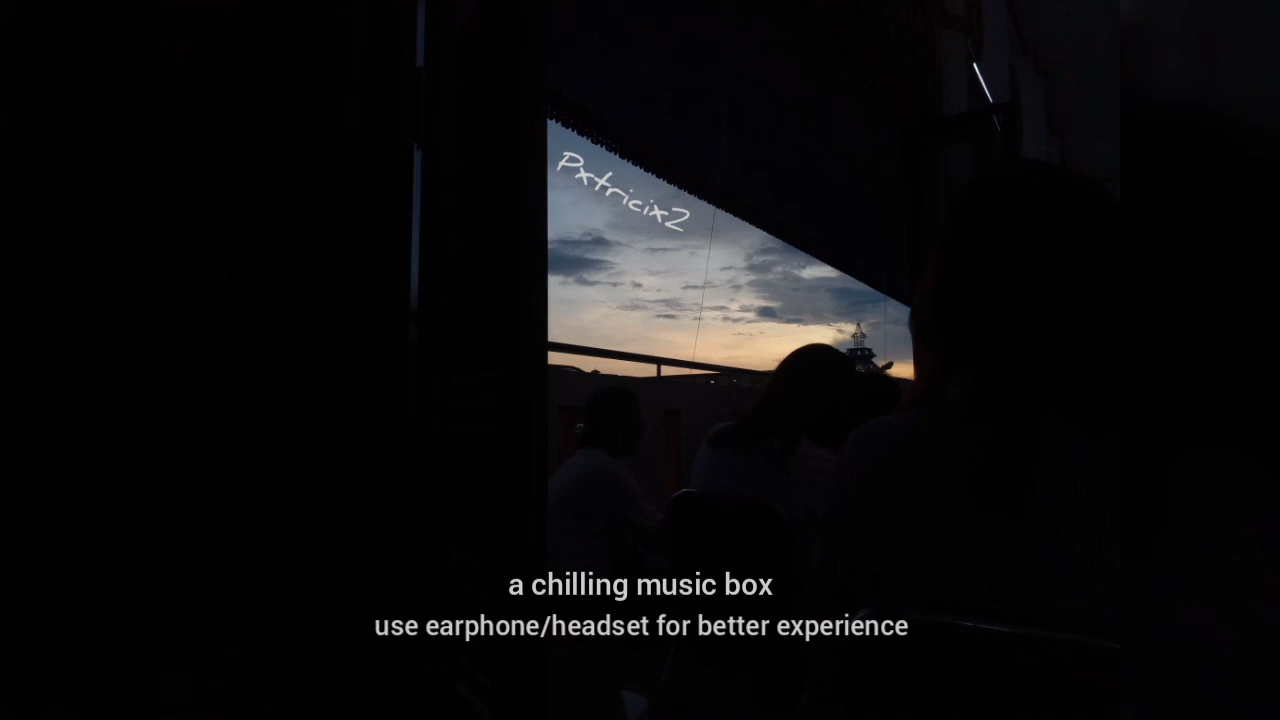 Pxtricix2
a chilling music box
use earphone/headset for better experience